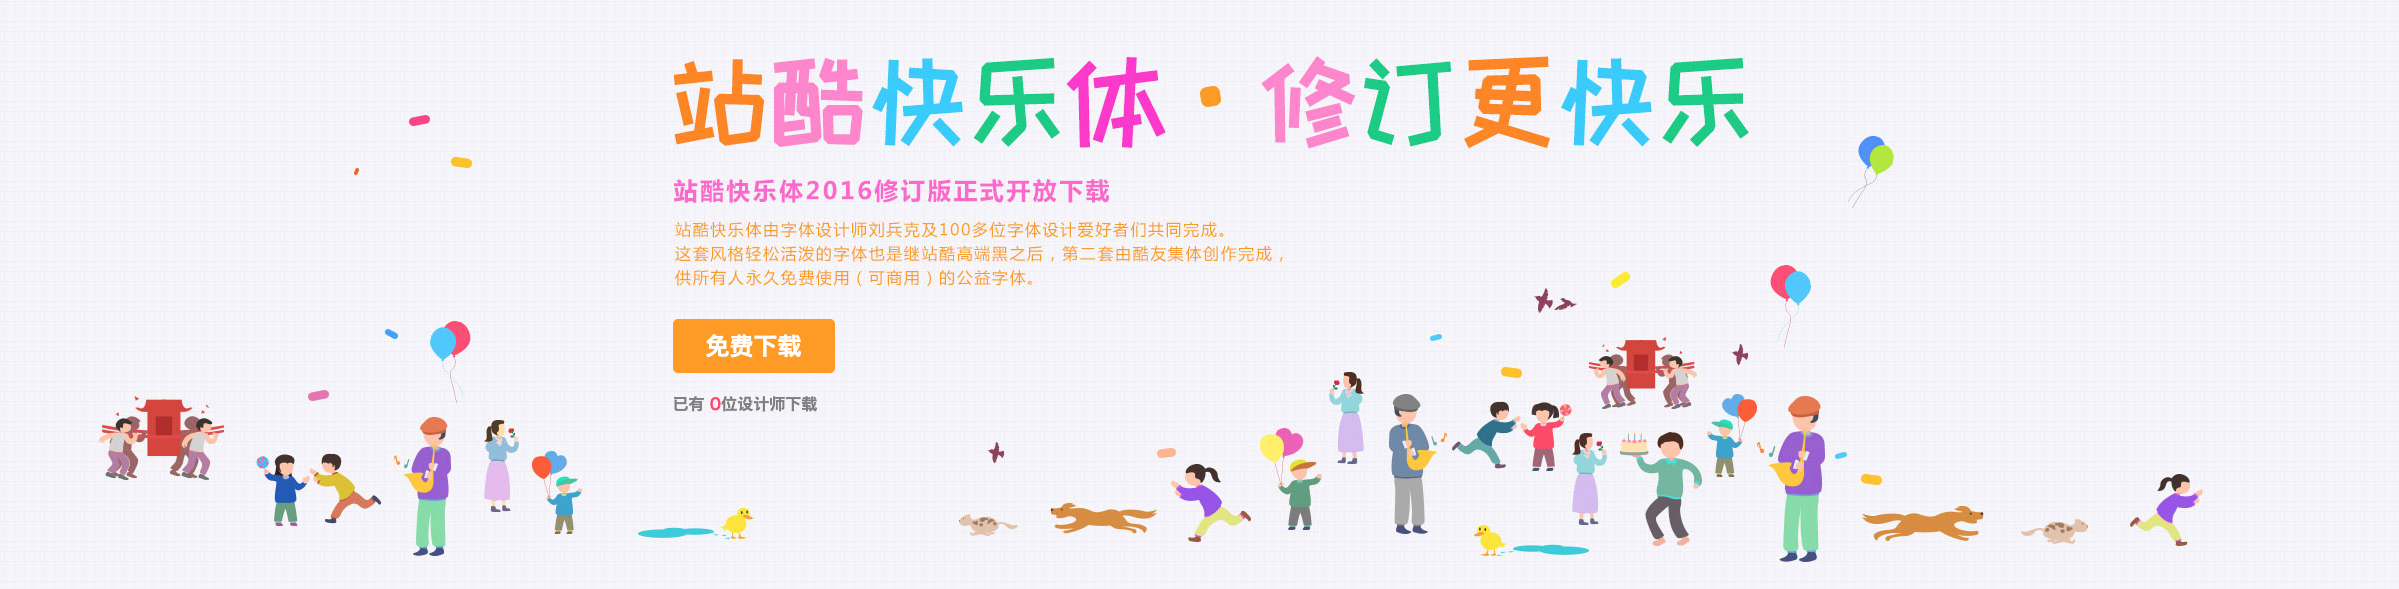 站酷快乐体·修订更快乐
站酷快乐体2016修订版正式开放下载
站酷快乐体由字体设计师刘兵克及100多位字体设计爱好者们共同完成。
这套风格轻松活泼的字体也是继站酷高端黑之后，第二套由酷友集体创作完成，
供所有人永久免费使用（可商用）的公益字体。
免费下载
已有 0位设计师下载